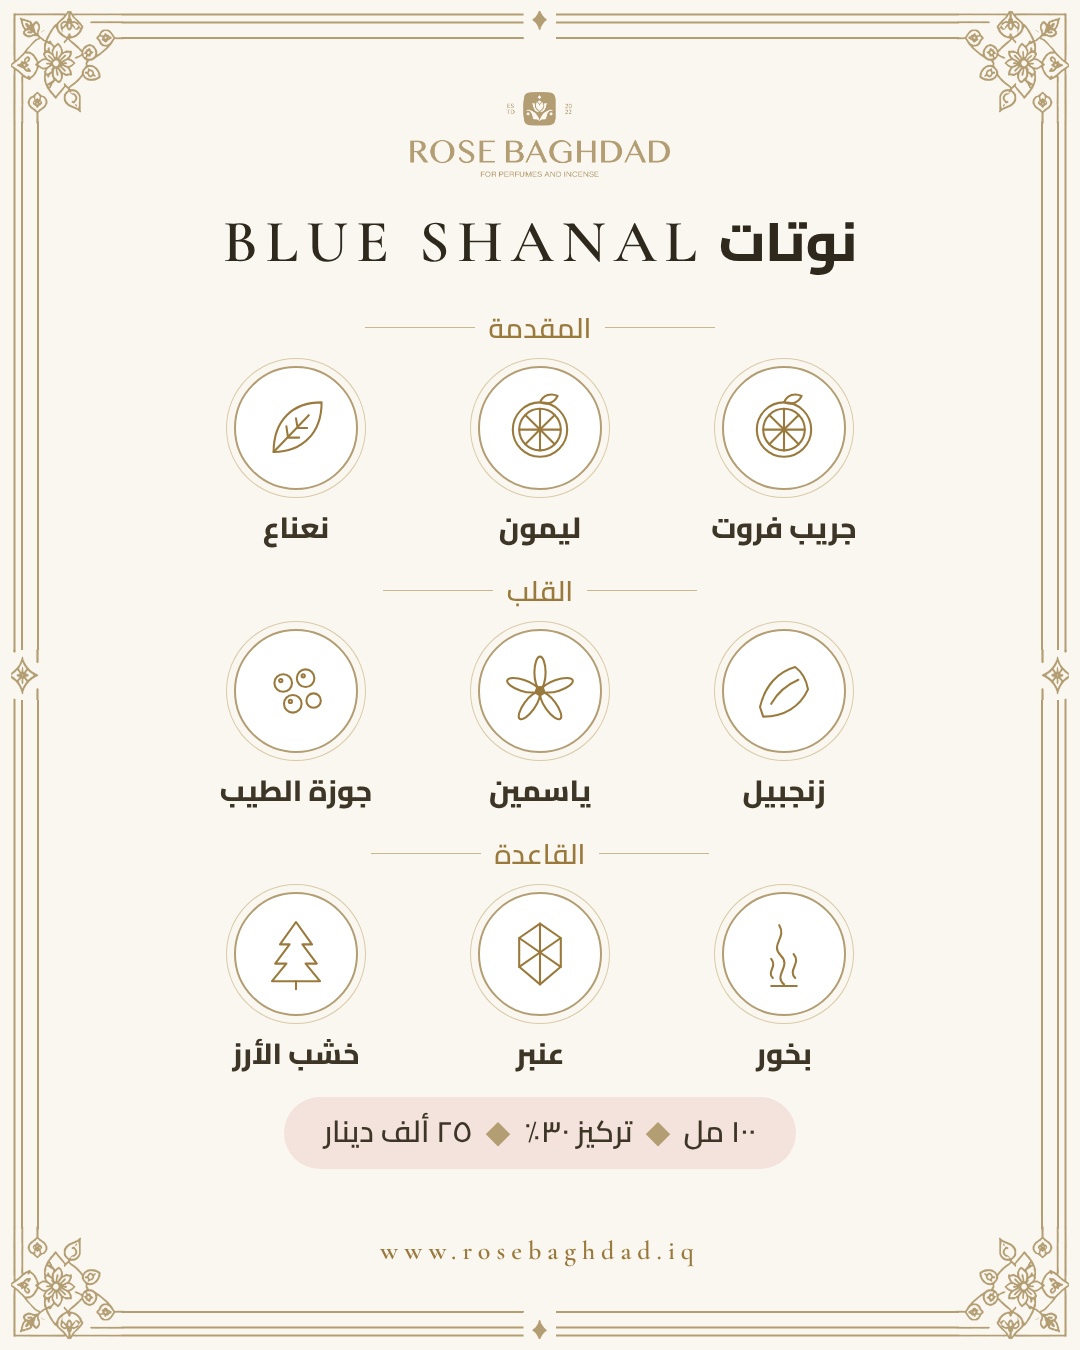 ES TD 20 22
ROSE BAGHDAD
FOR PERFUMES AND INCENSE
نوتات BLUE SHANAL
المقدمة
جريب فروت ليمون نعناع
القلب
زنجبيل ياسمين جوزة الطيب
القاعدة
بخور عنبر خشب الأرز
١٠٠ مل ◆ تركيز ٣٠٪ ◆ ٢٥ ألف دينار
www.rosebaghdad.iq